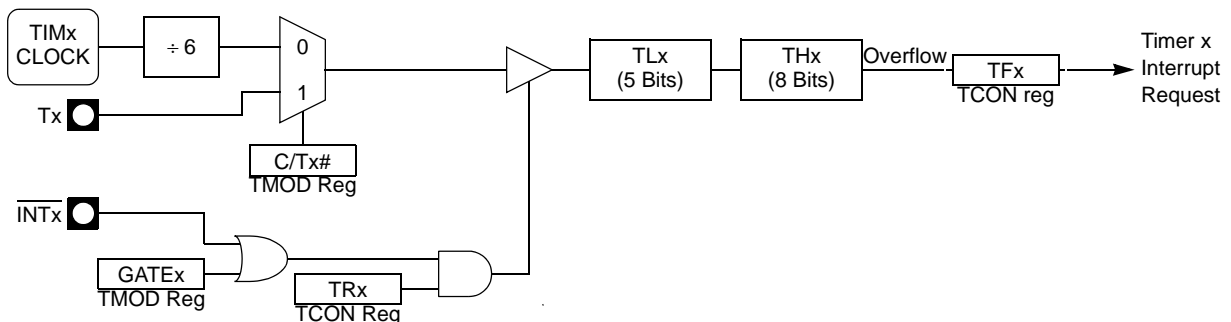 TIMx
CLOCK
÷ 6
0
1
Tx
C/Tx#
TMOD Reg
INTx
GATEx
TMOD Reg
TRx
TCON Reg
TLx
(5 Bits)
THx
(8 Bits)
Overflow
TFx
TCON reg
Timer x
Interrupt
Request